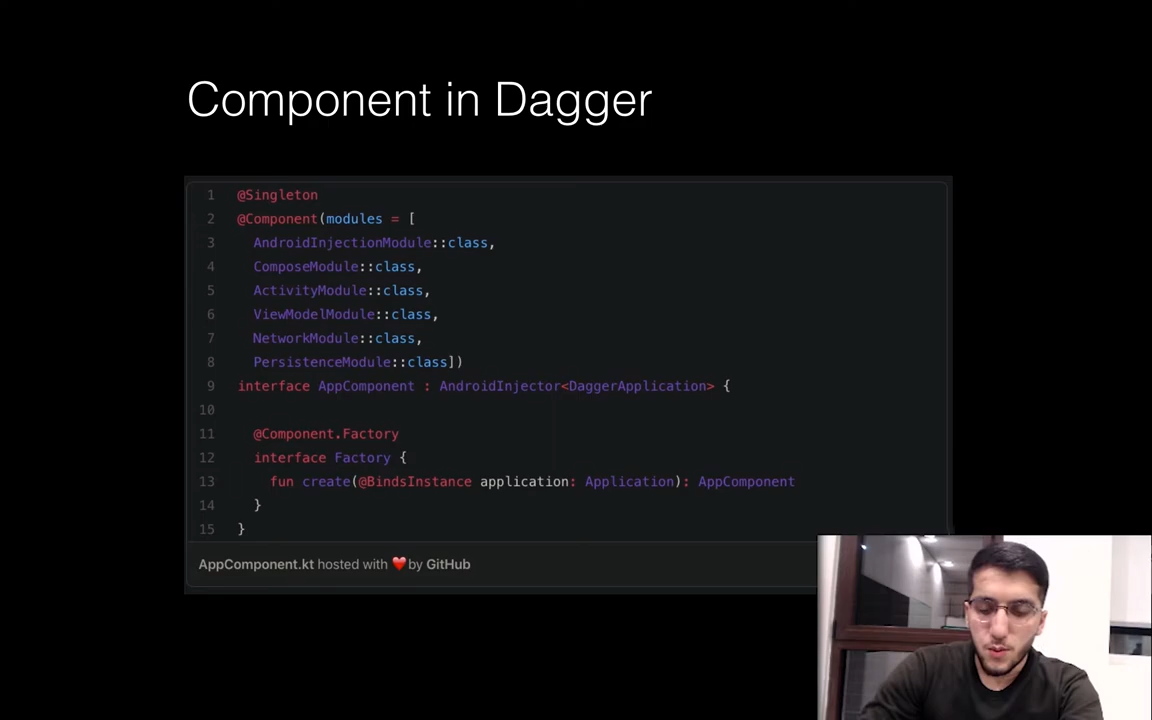 Component in Dagger
1 @Singleton
2 @Component(modules = [
3 AndroidInjectionModule::class,
4 ComposeModule::class,
5 ActivityModule::class,
6 ViewModelModule::class,
7 NetworkModule::class,
8 PersistenceModule::class])
9 interface AppComponent : AndroidInjector<DaggerApplication> {
10
11 @Component.Factory
12 interface Factory {
13 fun create(@BindsInstance application: Application): AppComponent
14 }
15 }
AppComponent.kt hosted with ❤️by GitHub